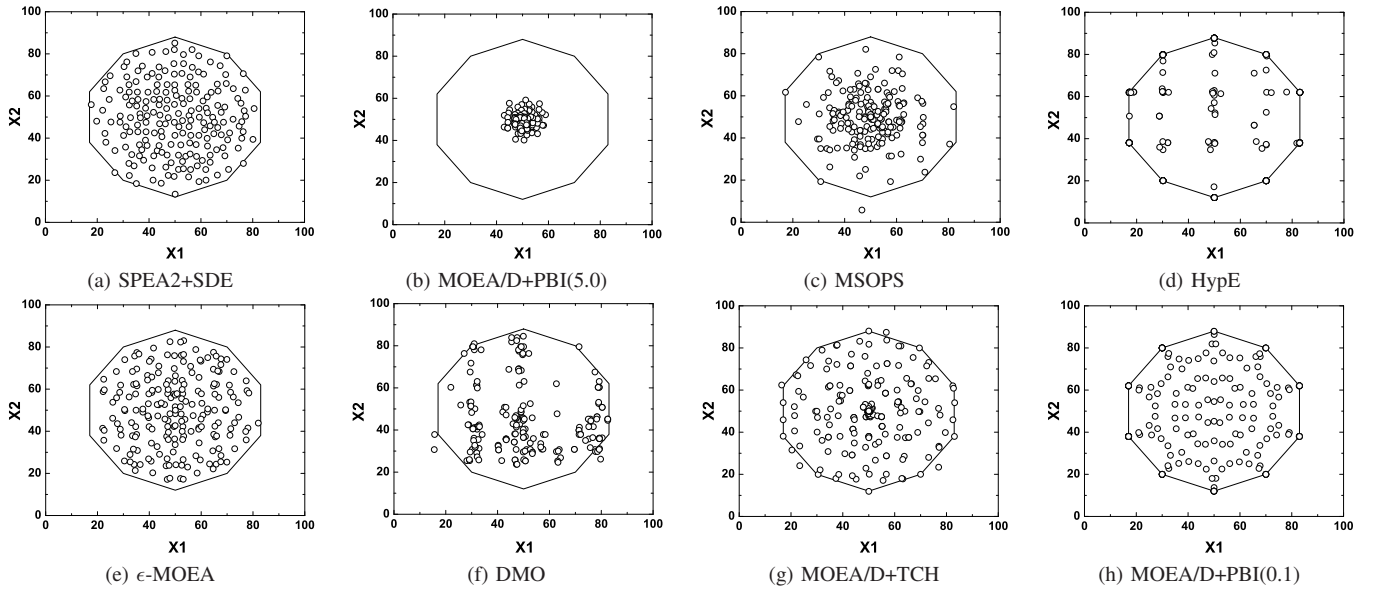 100
80
60
X2
40
20
0
0 20 40 60 80 100
X1
(a) SPEA2+SDE
100
80
60
X2
40
20
0
0 20 40 60 80 100
X1
(b) MOEA/D+PBI(5.0)
100
80
60
X2
40
20
0
0 20 40 60 80 100
X1
(c) MSOPS
100
80
60
X2
40
20
0
0 20 40 60 80 100
X1
(d) HypE
100
80
60
X2
40
20
0
0 20 40 60 80 100
X1
(e) ϵ-MOEA
100
80
60
X2
40
20
0
0 20 40 60 80 100
X1
(f) DMO
100
80
60
X2
40
20
0
0 20 40 60 80 100
X1
(g) MOEA/D+TCH
100
80
60
X2
40
20
0
0 20 40 60 80 100
X1
(h) MOEA/D+PBI(0.1)